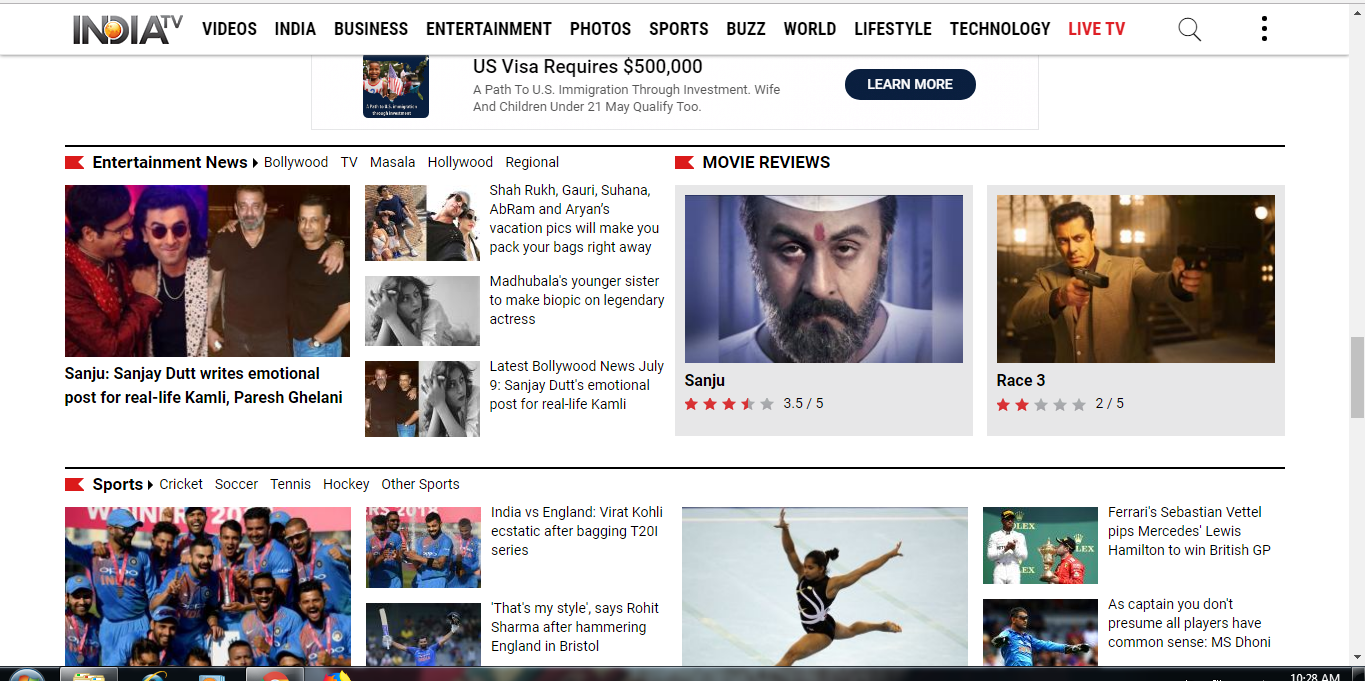 INDIA TV
VIDEOS INDIA BUSINESS ENTERTAINMENT PHOTOS SPORTS BUZZ WORLD LIFESTYLE TECHNOLOGY LIVE TV
A Path to U.S. immigration
through investment
US Visa Requires $500,000
A Path To U.S. Immigration Through Investment. Wife
And Children Under 21 May Qualify Too.
LEARN MORE
Entertainment News Bollywood TV Masala Hollywood Regional
Sanju: Sanjay Dutt writes emotional
post for real-life Kamli, Paresh Ghelani
Shah Rukh, Gauri, Suhana,
AbRam and Aryan’s
vacation pics will make you
pack your bags right away
Madhubala's younger sister
to make biopic on legendary
actress
Latest Bollywood News July
9: Sanjay Dutt's emotional
post for real-life Kamli
MOVIE REVIEWS
Sanju
3.5 / 5
Race 3
2 / 5
Sports Cricket Soccer Tennis Hockey Other Sports
oppo
INDIA
India vs England: Virat Kohli
ecstatic after bagging T20I
series
'That's my style', says Rohit
Sharma after hammering
England in Bristol
Ferrari's Sebastian Vettel
pips Mercedes' Lewis
Hamilton to win British GP
As captain you don't
presume all players have
common sense: MS Dhoni
10:28 AM